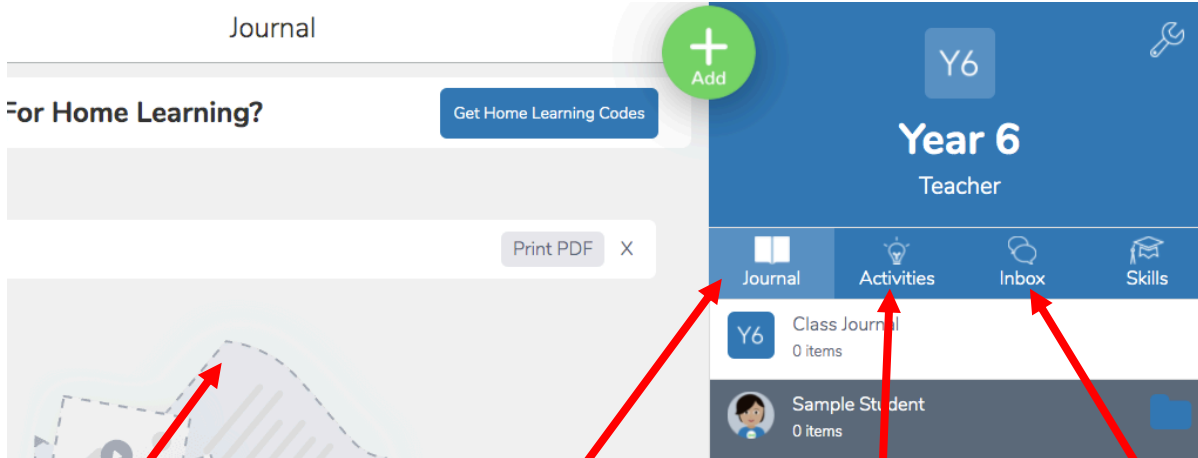 Journal
Add
For Home Learning?
Get Home Learning Codes
Print PDF X
Y6
Year 6
Teacher
Journal Activities Inbox Skills
Y6
Class Journal
0 items
Sample Student
0 items